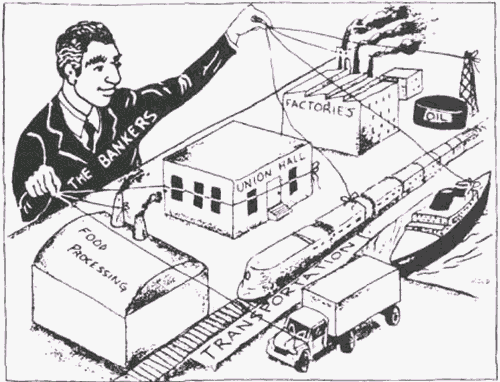 THE BANKERS
FACTORIES
OIL
UNION HALL
FOOD
PROCESSING
TRANSPORTATION